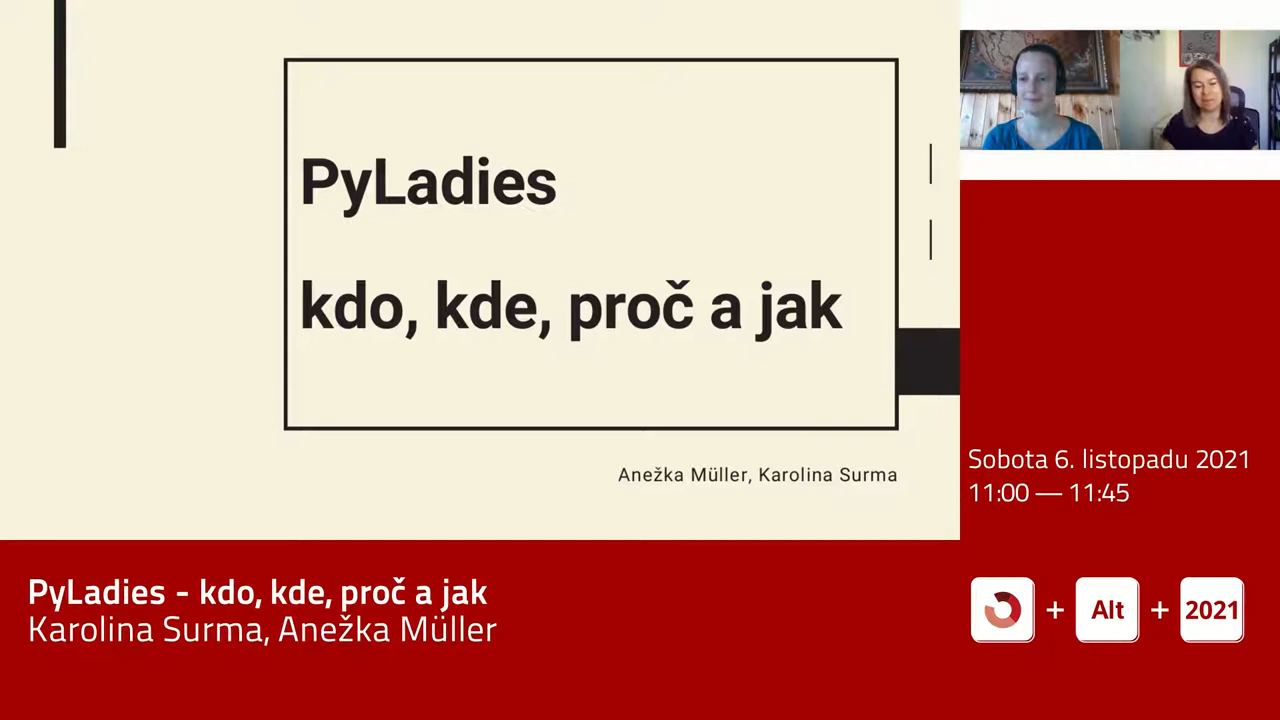 PyLadies
kdo, kde, proč a jak
Anežka Müller, Karolina Surma
Sobota 6. listopadu 2021
11:00 — 11:45
PyLadies - kdo, kde, proč a jak
Karolina Surma, Anežka Müller
+ Alt + 2021